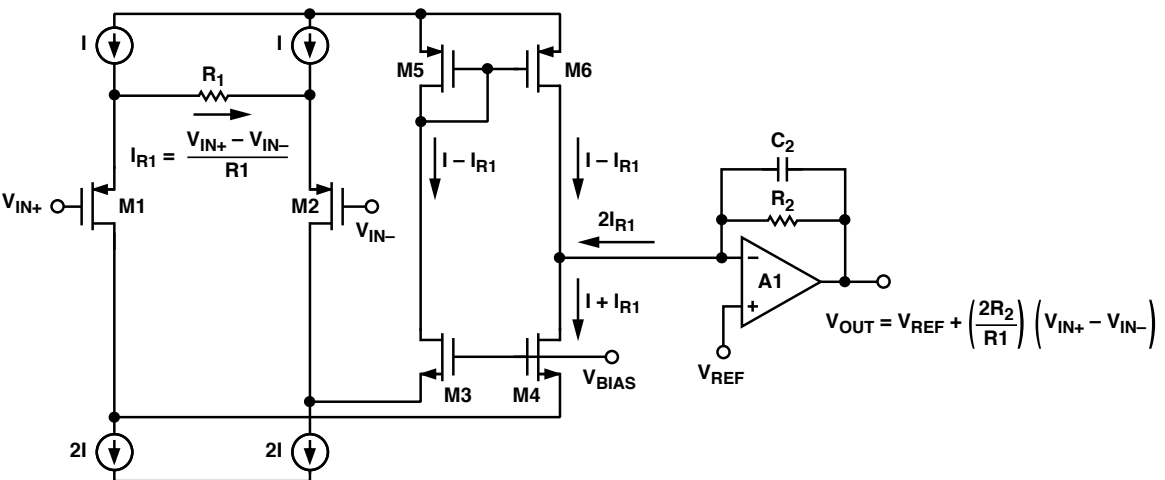 I
I
R1
IR1 = VIN+ – VIN– / R1
VIN+
M1
M2
VIN–
M5
M6
I – IR1
I – IR1
2IR1
I + IR1
C2
R2
–
A1
+
VREF
VOUT = VREF + (2R2 / R1) (VIN+ – VIN–)
M3
M4
VBIAS
2I
2I